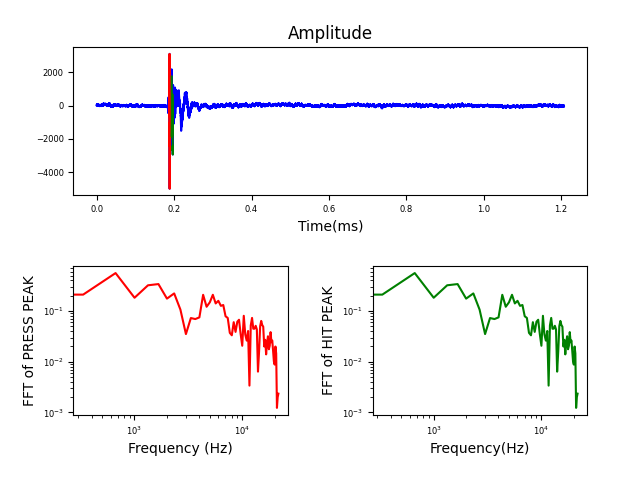 Amplitude
2000
0
−2000
−4000
0.0 0.2 0.4 0.6 0.8 1.0 1.2
Time(ms)
FFT of PRESS PEAK
10⁻¹
10⁻²
10⁻³
10³ 10⁴
Frequency (Hz)
FFT of HIT PEAK
10⁻¹
10⁻²
10⁻³
10³ 10⁴
Frequency(Hz)